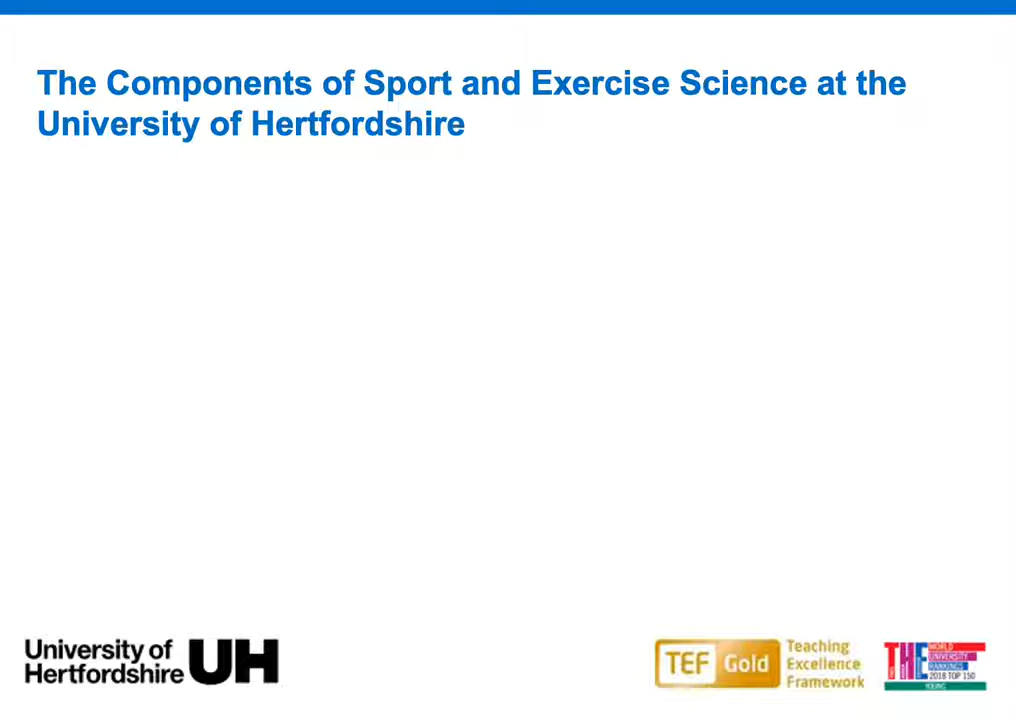 The Components of Sport and Exercise Science at the
University of Hertfordshire
University of
Hertfordshire
UH
TEF Gold
Teaching
Excellence
Framework
THE
WORLD
UNIVERSITY
RANKINGS
2018 TOP 150
YOUNG